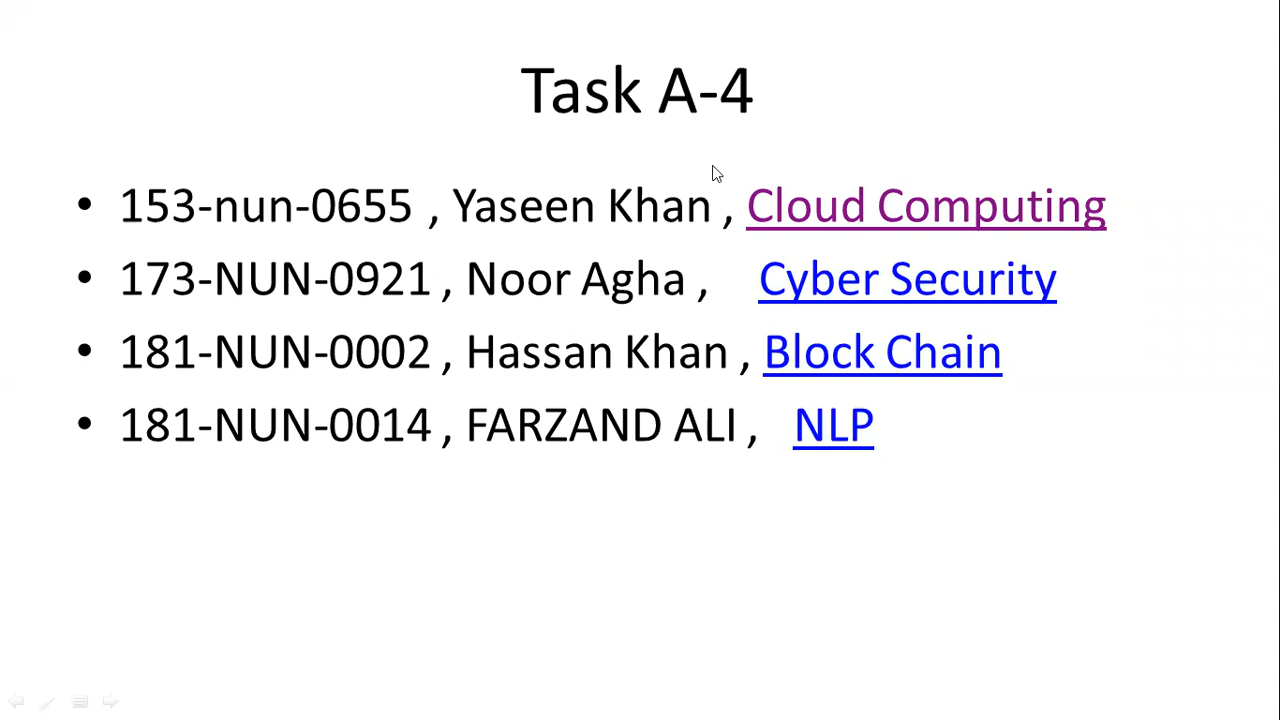 Task A-4
• 153-nun-0655 , Yaseen Khan , Cloud Computing
• 173-NUN-0921 , Noor Agha , Cyber Security
• 181-NUN-0002 , Hassan Khan , Block Chain
• 181-NUN-0014 , FARZAND ALI , NLP